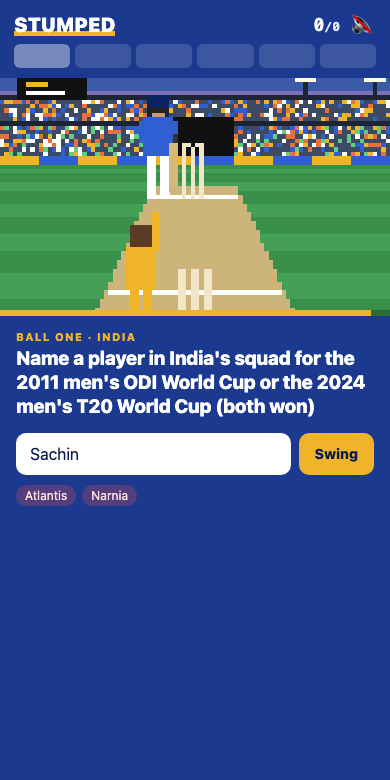 STUMPED
0/0
BALL ONE · INDIA
Name a player in India's squad for the
2011 men's ODI World Cup or the 2024
men's T20 World Cup (both won)
Sachin
Swing
Atlantis
Narnia